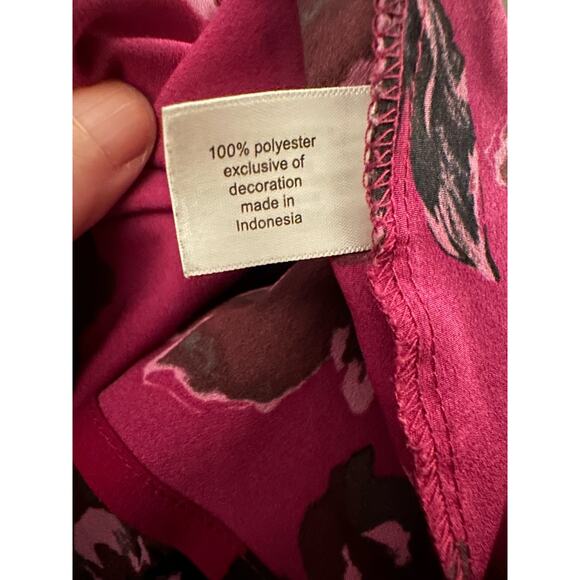 100% polyester
exclusive of
decoration
made in
Indonesia